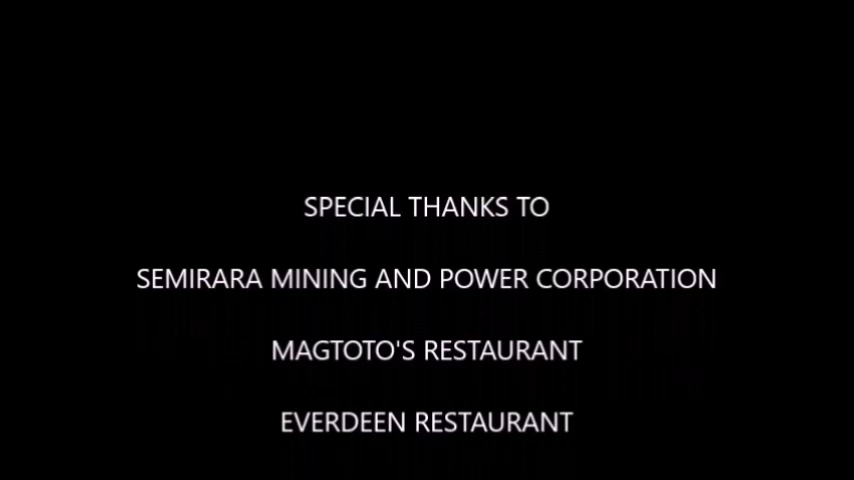 SPECIAL THANKS TO
SEMIRARA MINING AND POWER CORPORATION
MAGTOTO'S RESTAURANT
EVERDEEN RESTAURANT